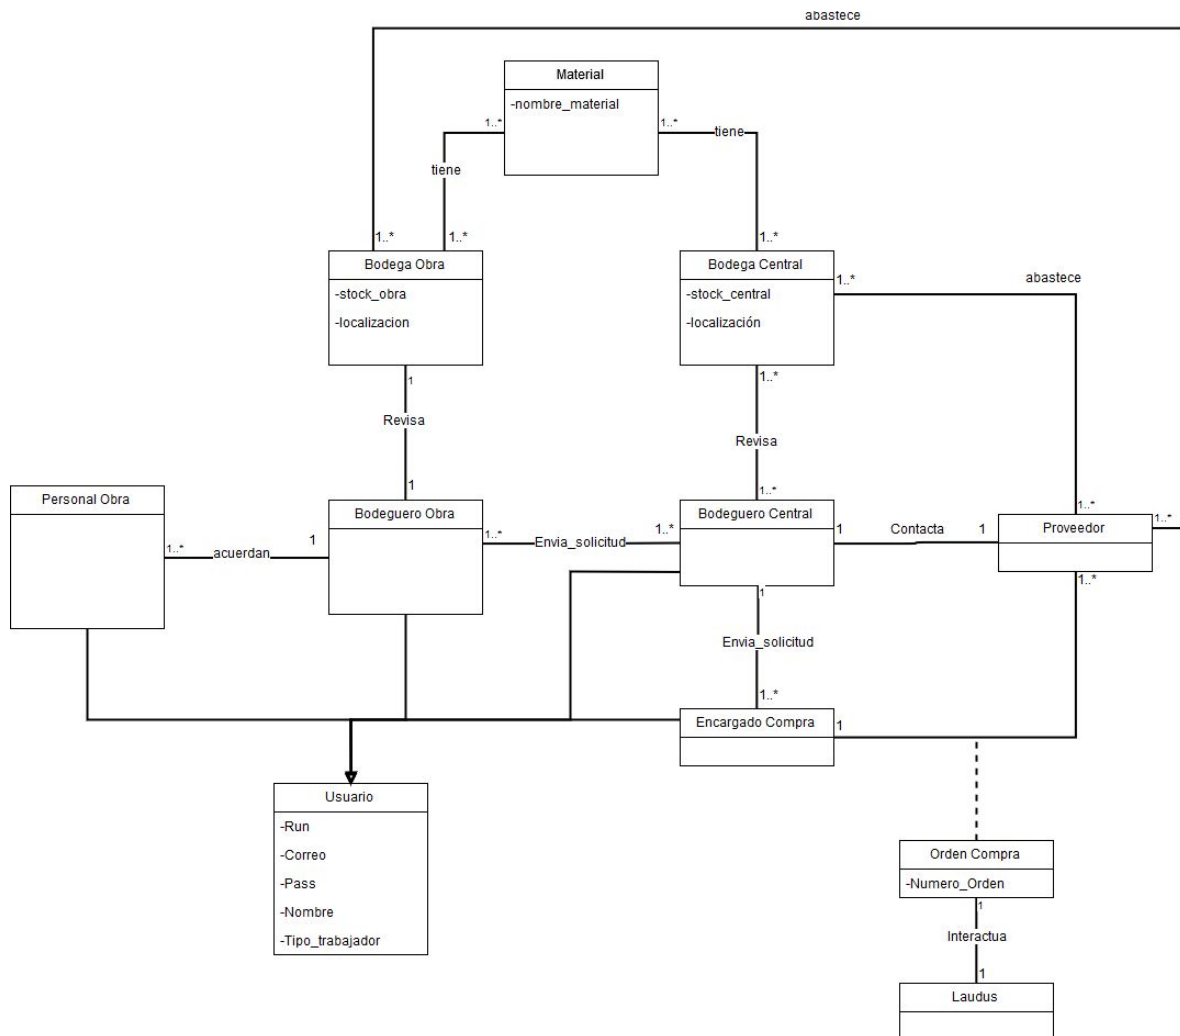 abastece
Material
-nombre_material
1..*
1..*
tiene
tiene
1..*
1..*
1..*
Bodega Obra
-stock_obra
-localizacion
Bodega Central
-stock_central
-localización
1..*
abastece
1
1..*
Revisa
Revisa
1
1..*
1..*
Personal Obra
Bodeguero Obra
Bodeguero Central
Proveedor
1..*
1..*
acuerdan
1
1..*
Envia_solicitud
1..*
1
Contacta
1
1..*
1
Envia_solicitud
1..*
Encargado Compra
1
Usuario
-Run
-Correo
-Pass
-Nombre
-Tipo_trabajador
Orden Compra
-Numero_Orden
1
Interactua
1
Laudus